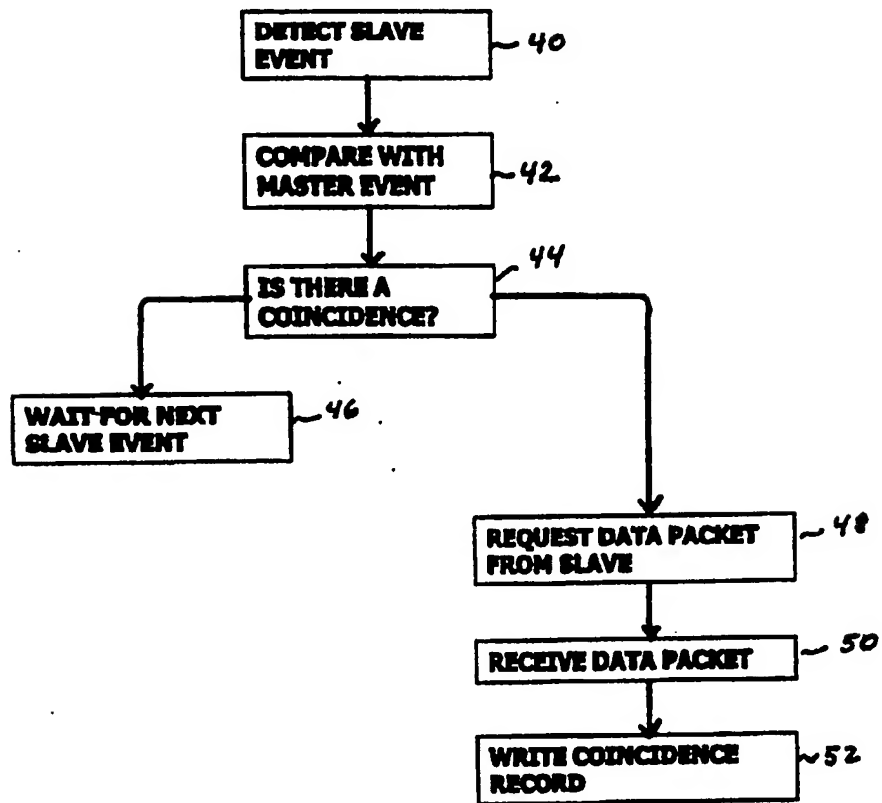 DETECT SLAVE
EVENT
40
COMPARE WITH
MASTER EVENT
42
IS THERE A
COINCIDENCE?
44
WAIT FOR NEXT
SLAVE EVENT
46
REQUEST DATA PACKET
FROM SLAVE
48
RECEIVE DATA PACKET
50
WRITE COINCIDENCE
RECORD
52